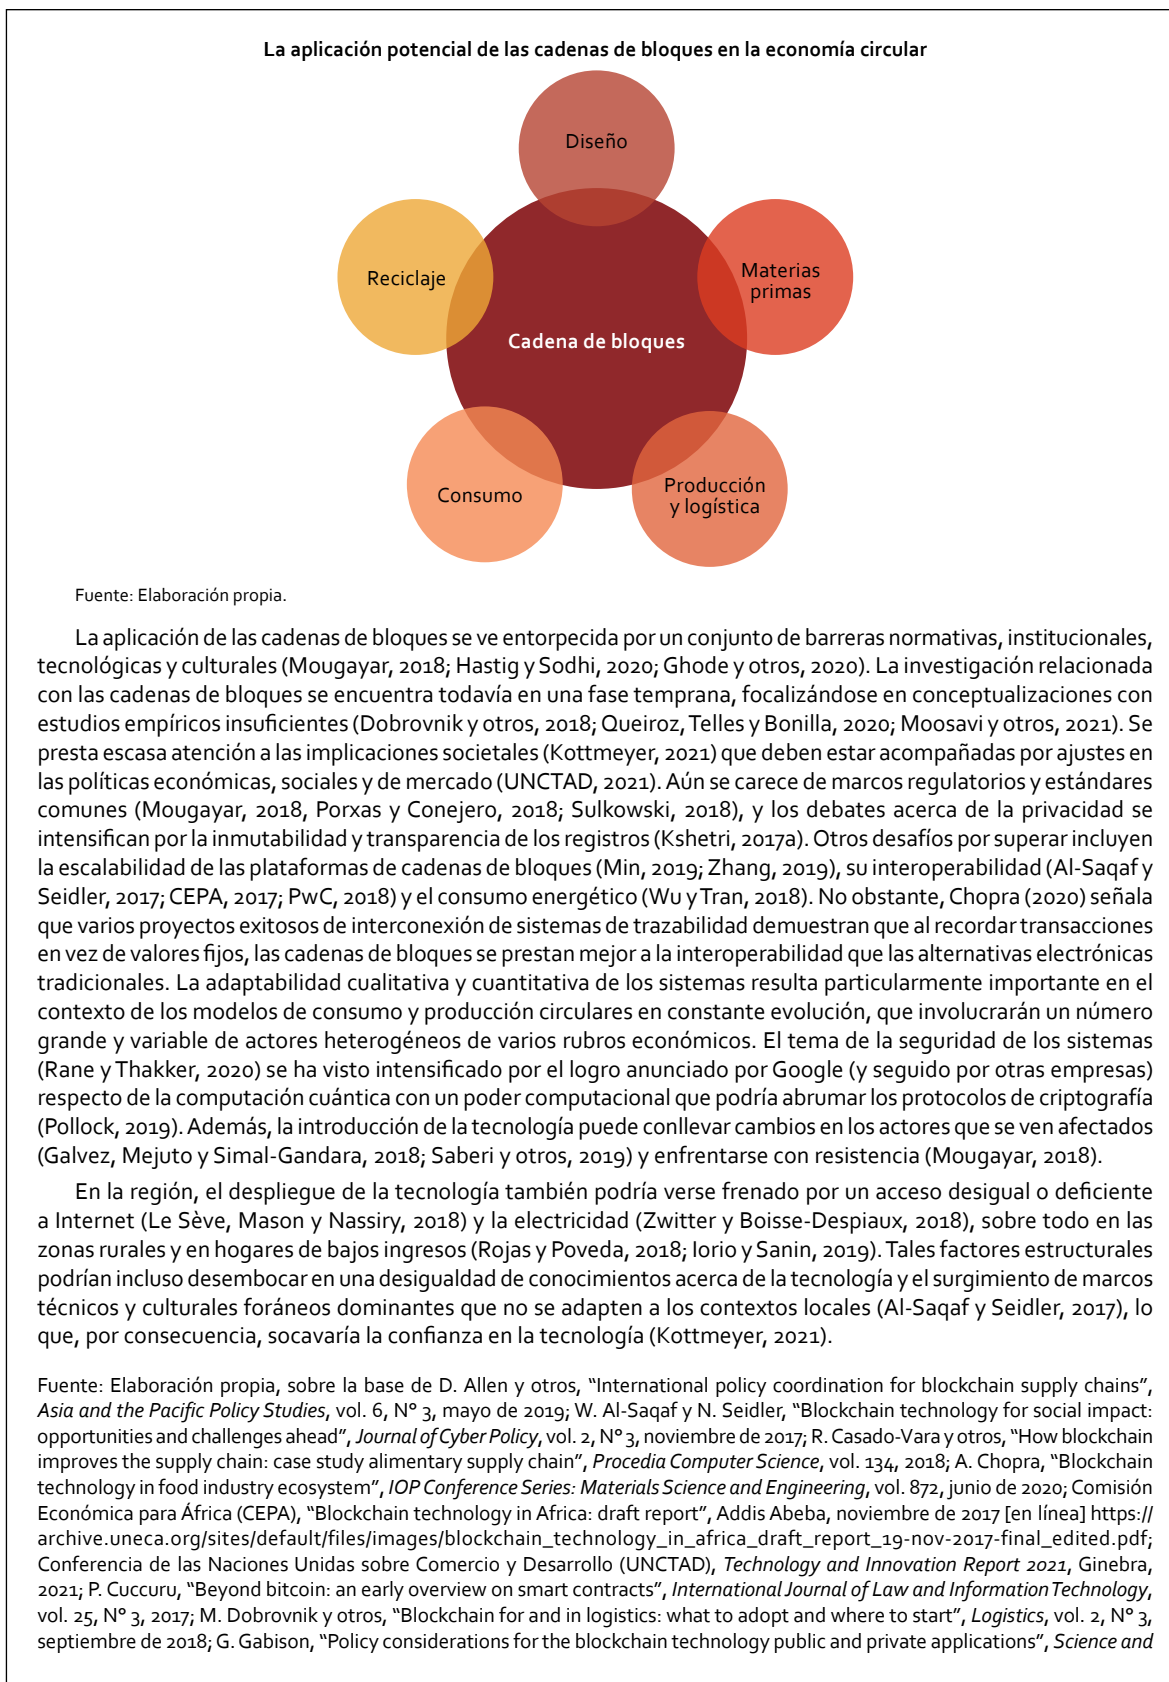 La aplicación potencial de las cadenas de bloques en la economía circular
Diseño
Reciclaje
Materias
primas
Cadena de bloques
Consumo
Producción
y logística
Fuente: Elaboración propia.
La aplicación de las cadenas de bloques se ve entorpecida por un conjunto de barreras normativas, institucionales,
tecnológicas y culturales (Mougayar, 2018; Hastig y Sodhi, 2020; Ghode y otros, 2020). La investigación relacionada
con las cadenas de bloques se encuentra todavía en una fase temprana, focalizándose en conceptualizaciones con
estudios empíricos insuficientes (Dobrovnik y otros, 2018; Queiroz, Telles y Bonilla, 2020; Moosavi y otros, 2021). Se
presta escasa atención a las implicaciones societales (Kottmeyer, 2021) que deben estar acompañadas por ajustes en
las políticas económicas, sociales y de mercado (UNCTAD, 2021). Aún se carece de marcos regulatorios y estándares
comunes (Mougayar, 2018, Porxas y Conejero, 2018; Sulkowski, 2018), y los debates acerca de la privacidad se
intensifican por la inmutabilidad y transparencia de los registros (Kshetri, 2017a). Otros desafíos por superar incluyen
la escalabilidad de las plataformas de cadenas de bloques (Min, 2019; Zhang, 2019), su interoperabilidad (Al-Saqaf y
Seidler, 2017; CEPA, 2017; PwC, 2018) y el consumo energético (Wu y Tran, 2018). No obstante, Chopra (2020) señala
que varios proyectos exitosos de interconexión de sistemas de trazabilidad demuestran que al recordar transacciones
en vez de valores fijos, las cadenas de bloques se prestan mejor a la interoperabilidad que las alternativas electrónicas
tradicionales. La adaptabilidad cualitativa y cuantitativa de los sistemas resulta particularmente importante en el
contexto de los modelos de consumo y producción circulares en constante evolución, que involucrarán un número
grande y variable de actores heterogéneos de varios rubros económicos. El tema de la seguridad de los sistemas
(Rane y Thakker, 2020) se ha visto intensificado por el logro anunciado por Google (y seguido por otras empresas)
respecto de la computación cuántica con un poder computacional que podría abrumar los protocolos de criptografía
(Pollock, 2019). Además, la introducción de la tecnología puede conllevar cambios en los actores que se ven afectados
(Galvez, Mejuto y Simal-Gandara, 2018; Saberi y otros, 2019) y enfrentarse con resistencia (Mougayar, 2018).
En la región, el despliegue de la tecnología también podría verse frenado por un acceso desigual o deficiente
a Internet (Le Sève, Mason y Nassiry, 2018) y la electricidad (Zwitter y Boisse-Despiaux, 2018), sobre todo en las
zonas rurales y en hogares de bajos ingresos (Rojas y Poveda, 2018; Iorio y Sanin, 2019). Tales factores estructurales
podrían incluso desembocar en una desigualdad de conocimientos acerca de la tecnología y el surgimiento de marcos
técnicos y culturales foráneos dominantes que no se adapten a los contextos locales (Al-Saqaf y Seidler, 2017), lo
que, por consecuencia, socavaría la confianza en la tecnología (Kottmeyer, 2021).
Fuente: Elaboración propia, sobre la base de D. Allen y otros, “International policy coordination for blockchain supply chains”,
Asia and the Pacific Policy Studies, vol. 6, N° 3, mayo de 2019; W. Al-Saqaf y N. Seidler, “Blockchain technology for social impact:
opportunities and challenges ahead”, Journal of Cyber Policy, vol. 2, N° 3, noviembre de 2017; R. Casado-Vara y otros, “How blockchain
improves the supply chain: case study alimentary supply chain”, Procedia Computer Science, vol. 134, 2018; A. Chopra, “Blockchain
technology in food industry ecosystem”, IOP Conference Series: Materials Science and Engineering, vol. 872, junio de 2020; Comisión
Económica para África (CEPA), “Blockchain technology in Africa: draft report”, Addis Abeba, noviembre de 2017 [en línea] https://
archive.uneca.org/sites/default/files/images/blockchain_technology_in_africa_draft_report_19-nov-2017-final_edited.pdf;
Conferencia de las Naciones Unidas sobre Comercio y Desarrollo (UNCTAD), Technology and Innovation Report 2021, Ginebra,
2021; P. Cuccuru, “Beyond bitcoin: an early overview on smart contracts”, International Journal of Law and Information Technology,
vol. 25, N° 3, 2017; M. Dobrovnik y otros, “Blockchain for and in logistics: what to adopt and where to start”, Logistics, vol. 2, N° 3,
septiembre de 2018; G. Gabison, “Policy considerations for the blockchain technology public and private applications”, Science and